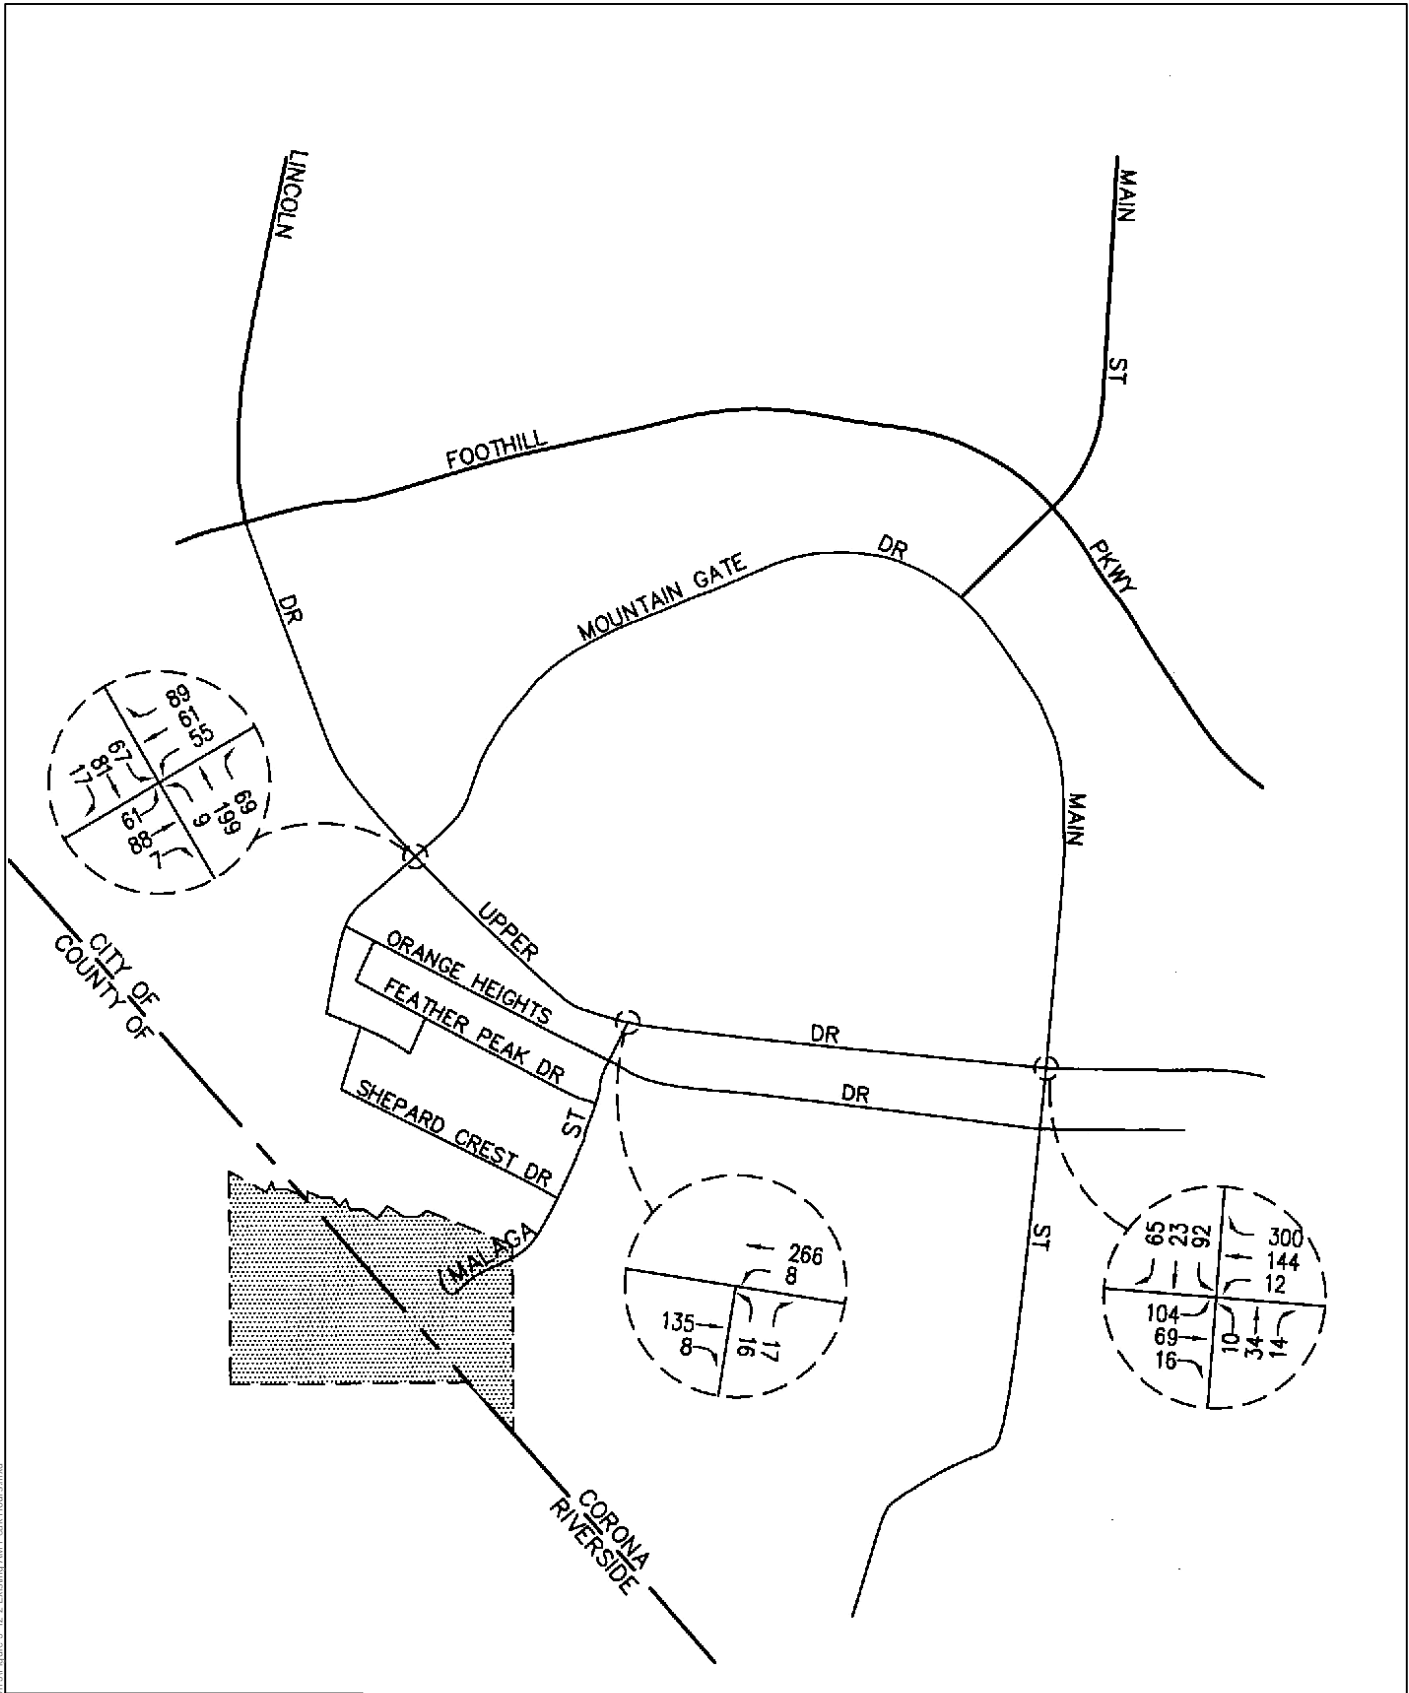 LINCOLN
DR
MAIN
ST
FOOTHILL
PKWY
MOUNTAIN GATE
DR
MAIN
89
61
55
67
81
17
69
199
9
61
88
7
UPPER
DR
ORANGE HEIGHTS
DR
FEATHER PEAK DR
SHEPARD CREST DR
ST
(MALAGA
CITY OF
COUNTY OF
266
8
135
8
16
17
ST
65
23
92
300
144
12
104
69
16
10
34
14
CORONA
RIVERSIDE